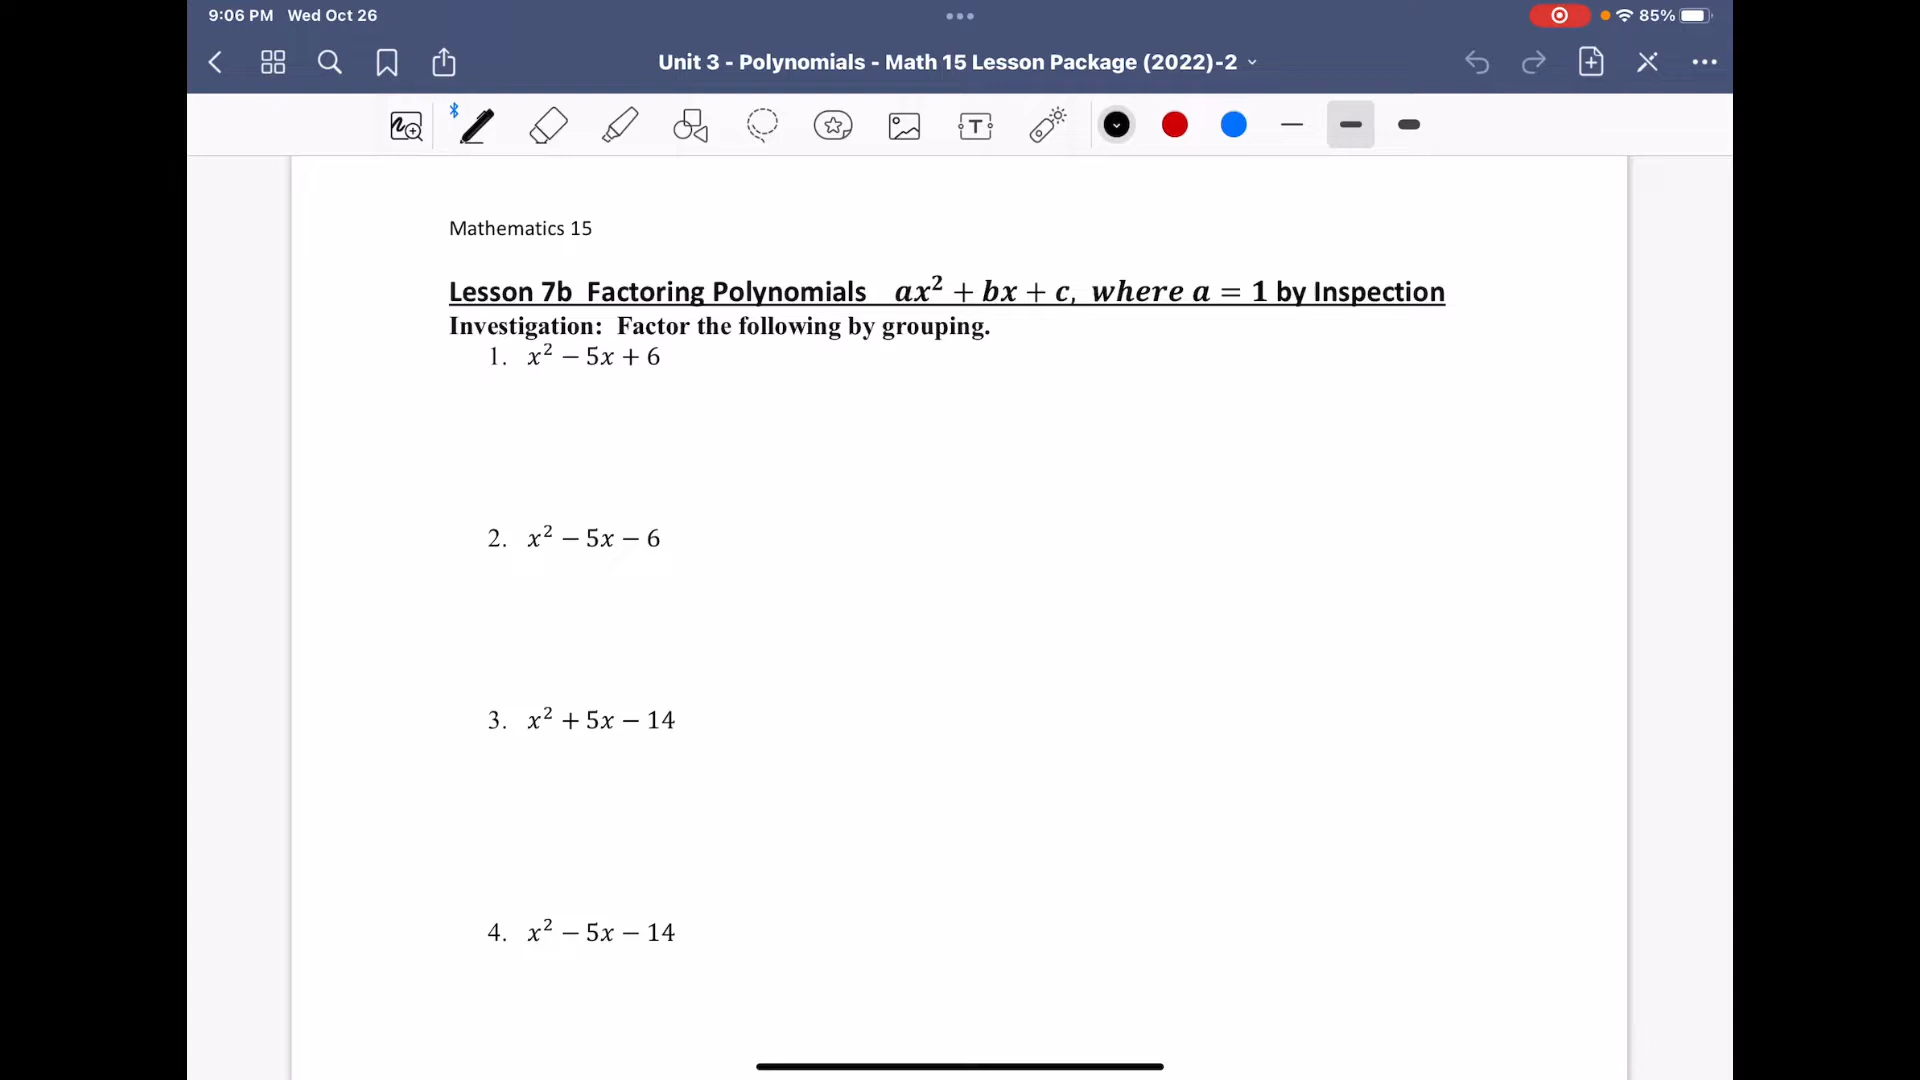 9:06 PM Wed Oct 26
85%
Unit 3 - Polynomials - Math 15 Lesson Package (2022)-2
T
Mathematics 15
Lesson 7b Factoring Polynomials ax² + bx + c, where a = 1 by Inspection
Investigation: Factor the following by grouping.
1. x² − 5x + 6
2. x² − 5x − 6
3. x² + 5x − 14
4. x² − 5x − 14